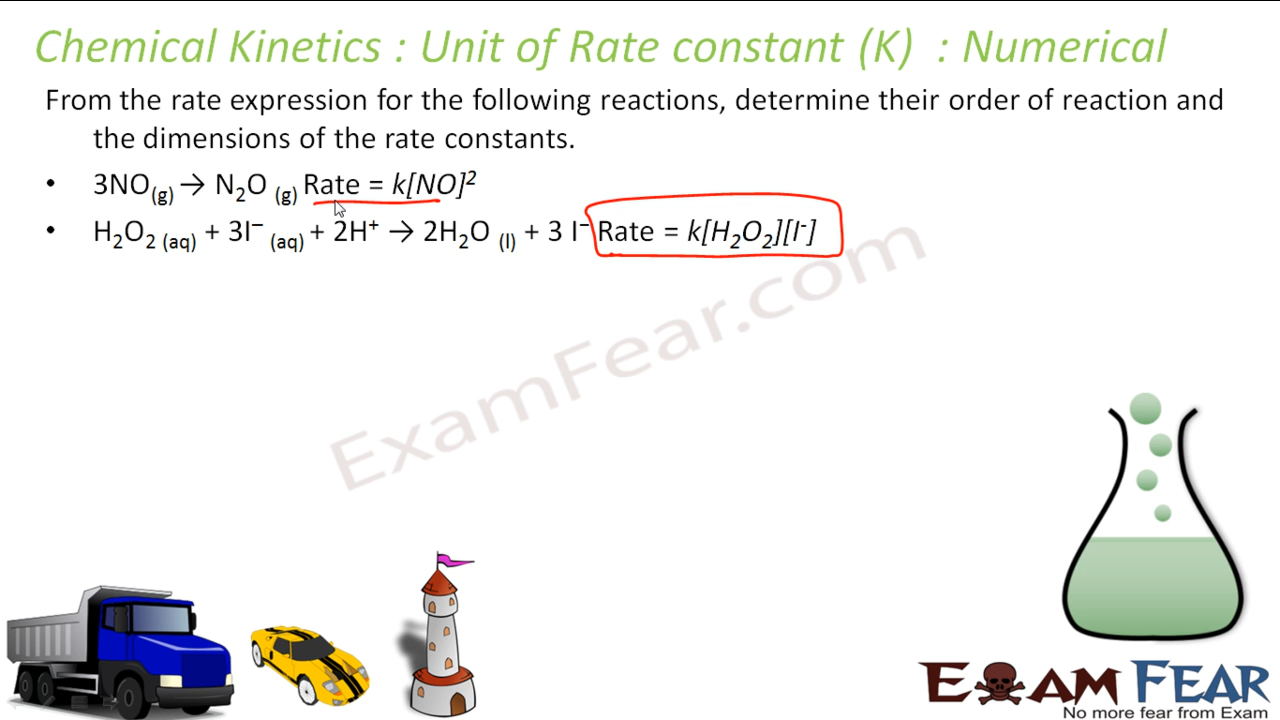 Chemical Kinetics : Unit of Rate constant (K) : Numerical
From the rate expression for the following reactions, determine their order of reaction and
the dimensions of the rate constants.
• 3NO(g) → N₂O (g) Rate = k[NO]²
• H₂O₂ (aq) + 3I⁻ (aq) + 2H⁺ → 2H₂O (l) + 3 I⁻ Rate = k[H₂O₂][I⁻]
ExamFear.com
EXAM FEAR
No more fear from Exam